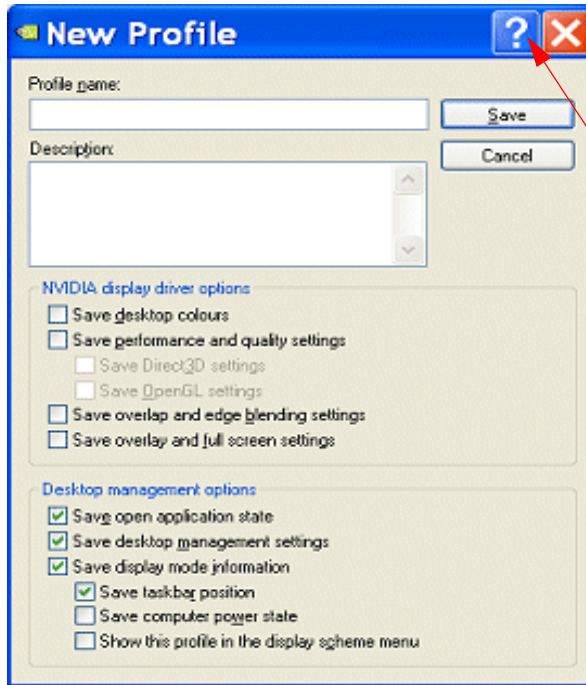 New Profile
Profile name:
Save
Description:
Cancel
NVIDIA display driver options
Save desktop colours
Save performance and quality settings
Save Direct3D settings
Save OpenGL settings
Save overlap and edge blending settings
Save overlay and full screen settings
Desktop management options
Save open application state
Save desktop management settings
Save display mode information
Save taskbar position
Save computer power state
Show this profile in the display scheme menu